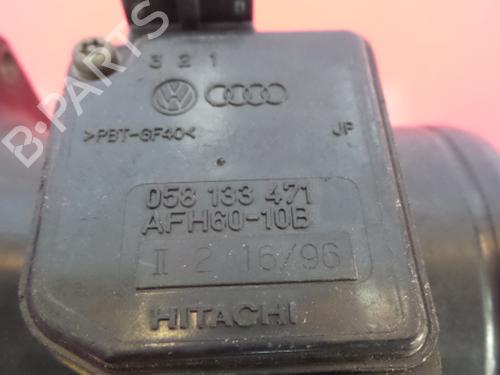 3 2 1
>PBT-GF40<
JP
058 133 471
AFH60-10B
II 2 16/96
HITACHI
B-PARTS